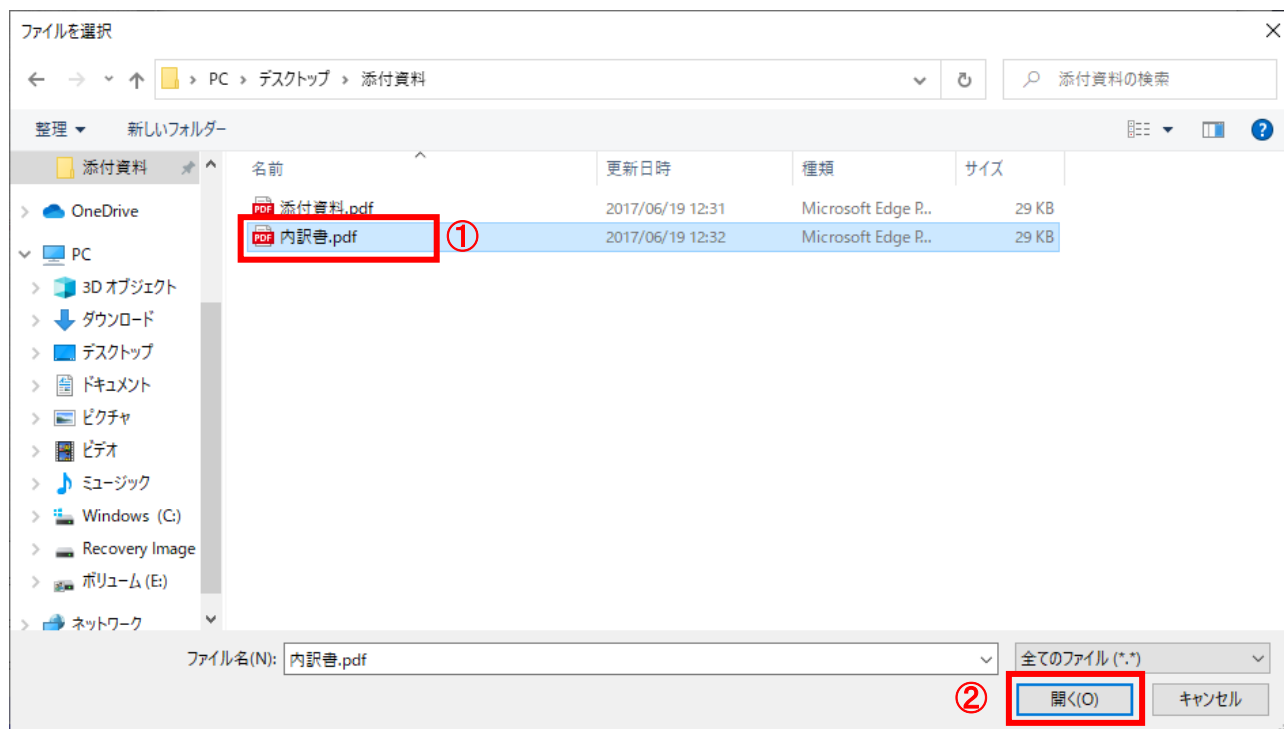 ファイルを選択
PC › デスクトップ › 添付資料
添付資料の検索
整理
新しいフォルダー
名前 更新日時 種類 サイズ
添付資料
OneDrive
PC
3D オブジェクト
ダウンロード
デスクトップ
ドキュメント
ピクチャ
ビデオ
ミュージック
Windows (C:)
Recovery Image
ボリューム (E:)
ネットワーク
PDF 添付資料.pdf 2017/06/19 12:31 Microsoft Edge P... 29 KB
PDF 内訳書.pdf ① 2017/06/19 12:32 Microsoft Edge P... 29 KB
ファイル名(N): 内訳書.pdf 全てのファイル (*.*)
② 開く(O) キャンセル